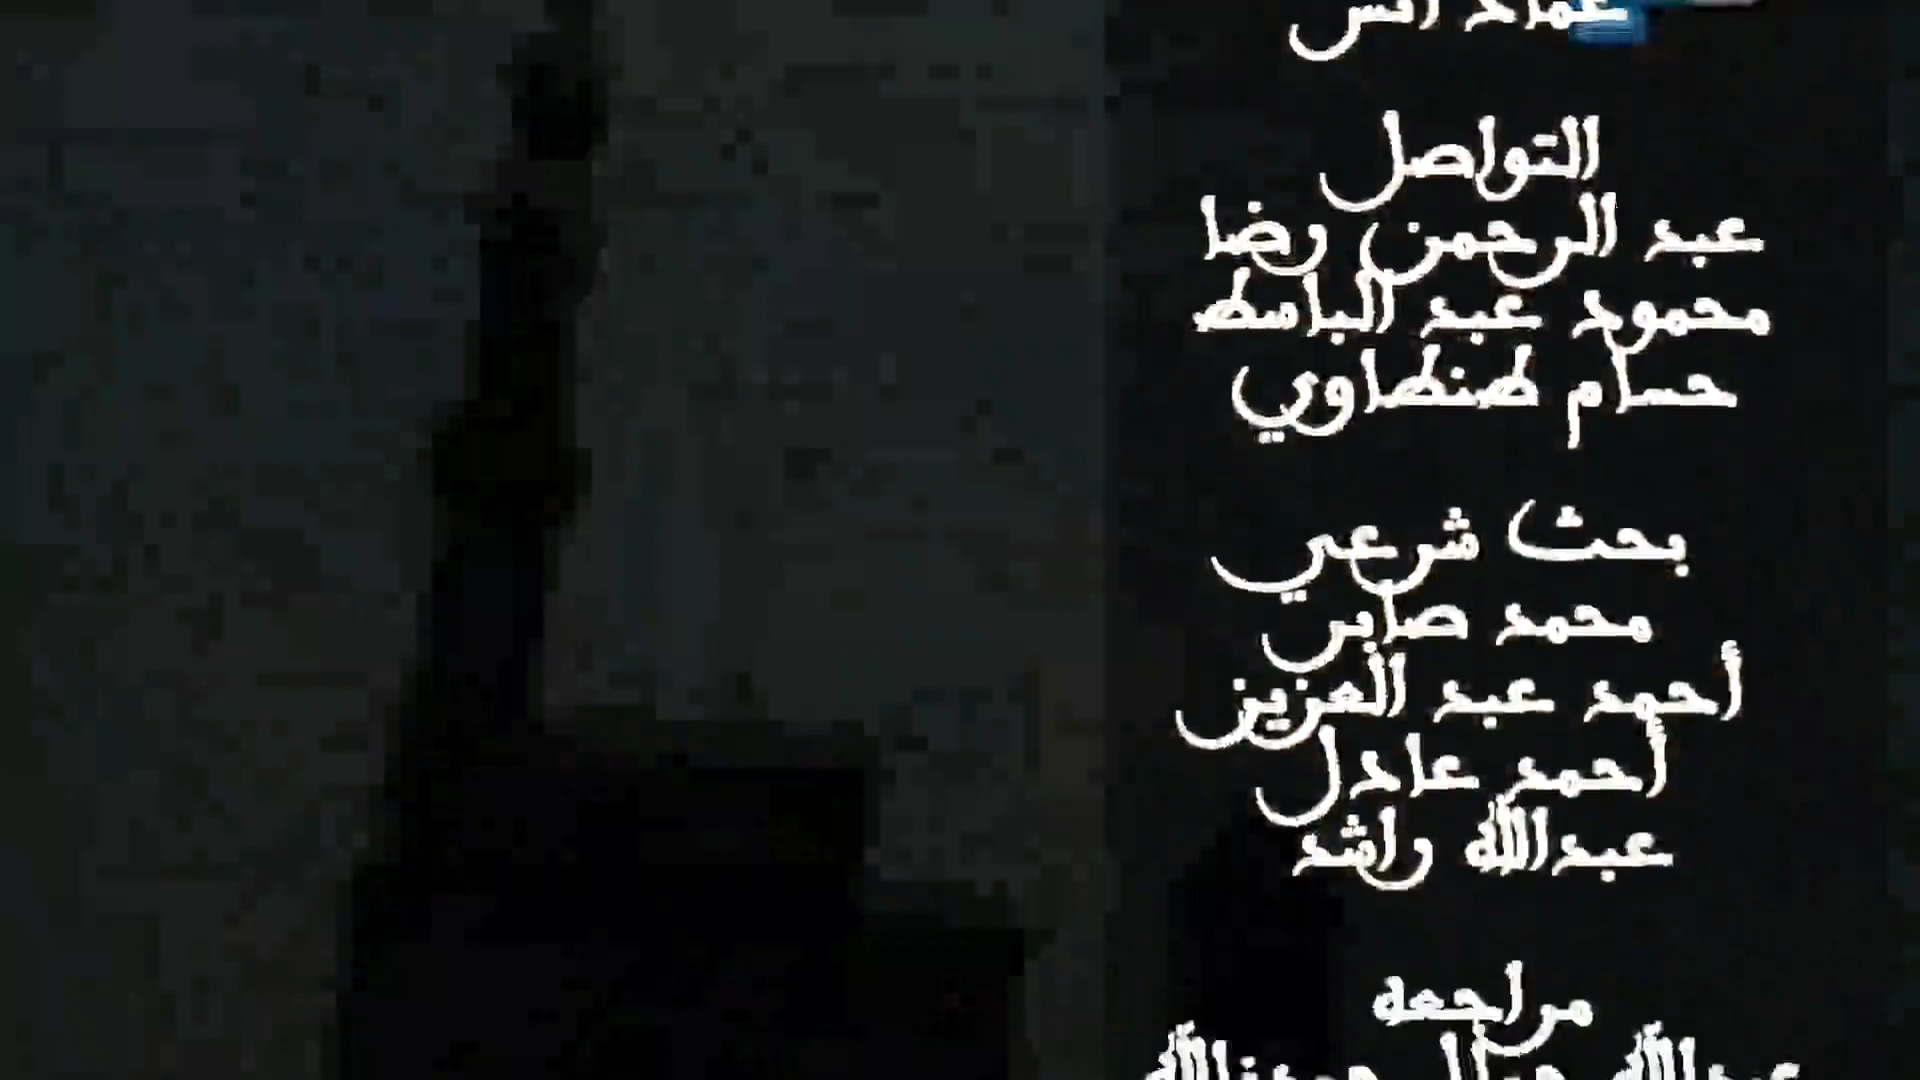 التواصل
عبد الرحمن رضا
محمود عبد الباسط
حسام طنطاوي
بحث شرعي
محمد صابر
أحمد عبد العزيز
أحمد عادل
عبدالله راشد
مراجعه